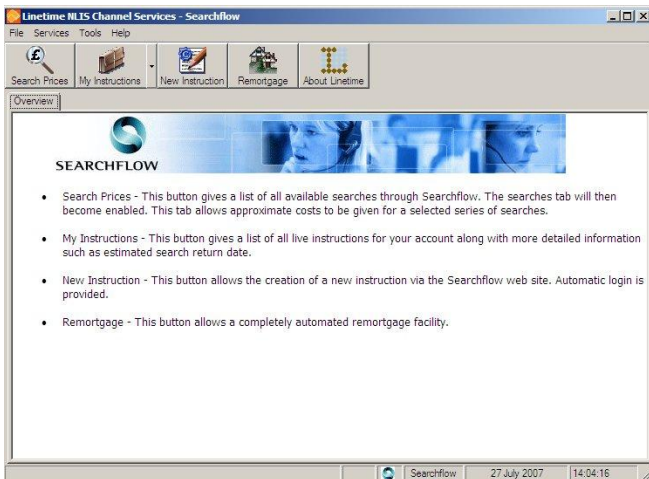 Linetime NLIS Channel Services - Searchflow
File Services Tools Help
Search Prices My Instructions New Instruction Remortgage About Linetime
Overview
SEARCHFLOW
• Search Prices - This button gives a list of all available searches through Searchflow. The searches tab will then
become enabled. This tab allows approximate costs to be given for a selected series of searches.
• My Instructions - This button gives a list of all live instructions for your account along with more detailed information
such as estimated search return date.
• New Instruction - This button allows the creation of a new instruction via the Searchflow web site. Automatic login is
provided.
• Remortgage - This button allows a completely automated remortgage facility.
Searchflow 27 July 2007 14:04:16